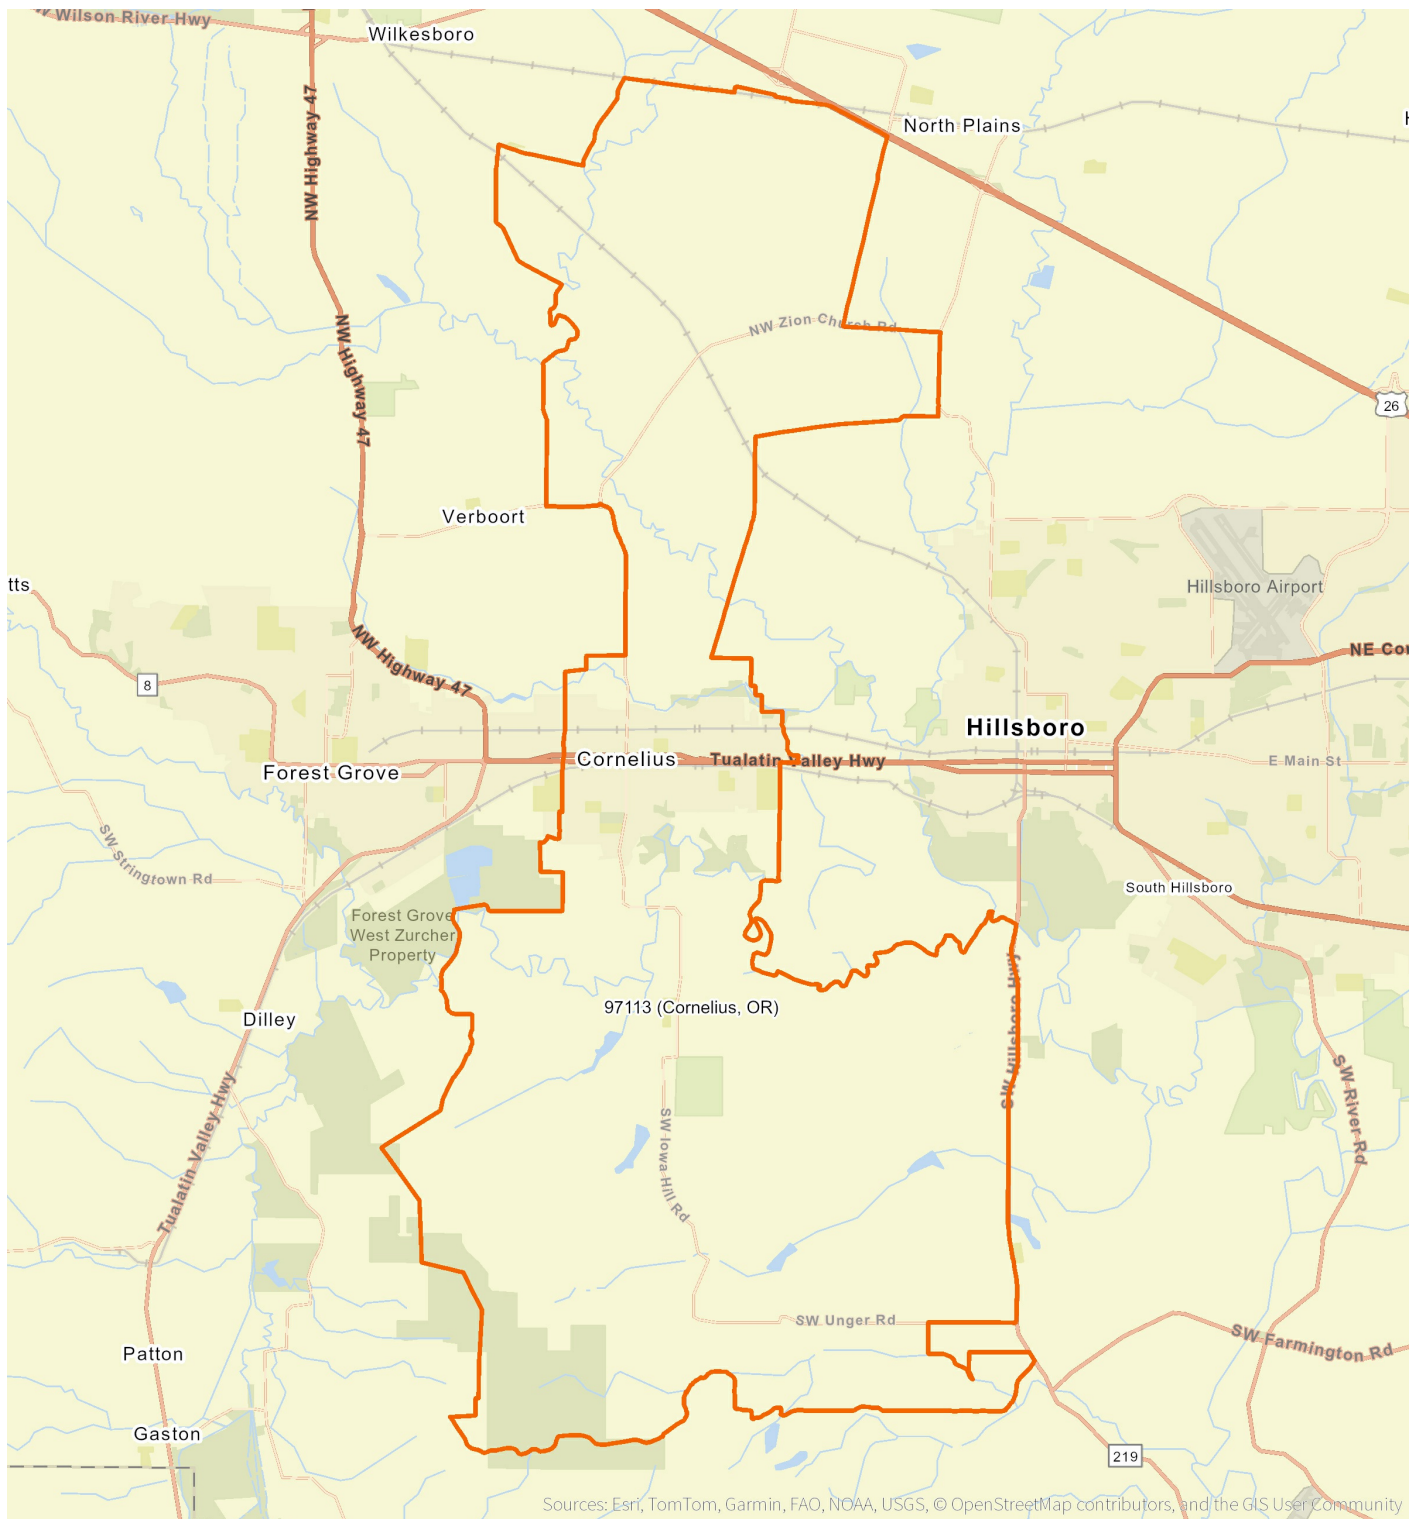 W Wilson River Hwy
Wilkesboro
NW Highway 47
North Plains
NW Zion Church Rd
NW Highway 47
26
Verboort
tts
Hillsboro Airport
NW Highway 47
NE Cor
8
Hillsboro
Cornelius
Tualatin Valley Hwy
E Main St
Forest Grove
SW Stringtown Rd
South Hillsboro
Forest Grove
West Zurcher
Property
SW Hillsboro Hwy
97113 (Cornelius, OR)
Dilley
SW River Rd
Tualatin Valley Hwy
SW Iowa Hill Rd
SW Unger Rd
SW Farmington Rd
Patton
Gaston
219
Sources: Esri, TomTom, Garmin, FAO, NOAA, USGS, © OpenStreetMap contributors, and the GIS User Community